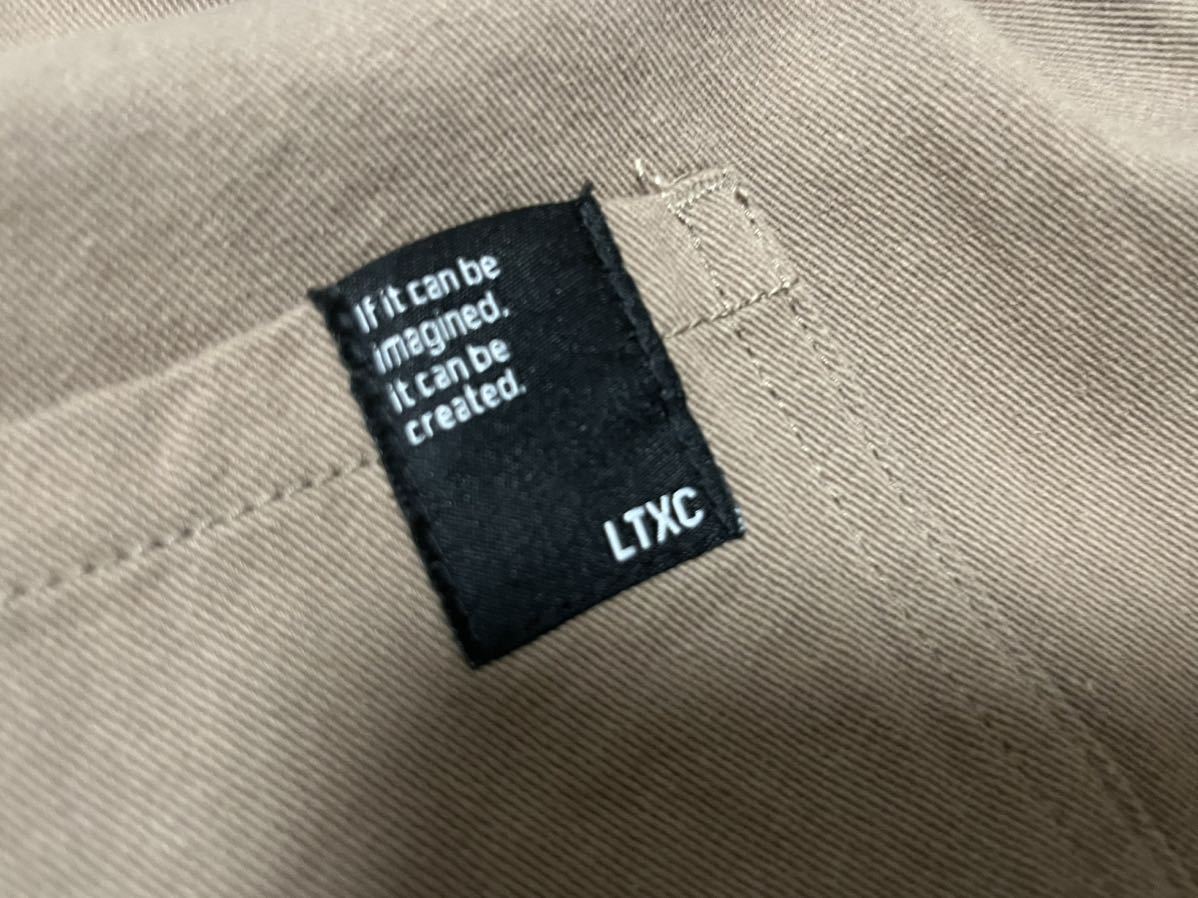 If it can be
imagined.
it can be
created.
LTXC